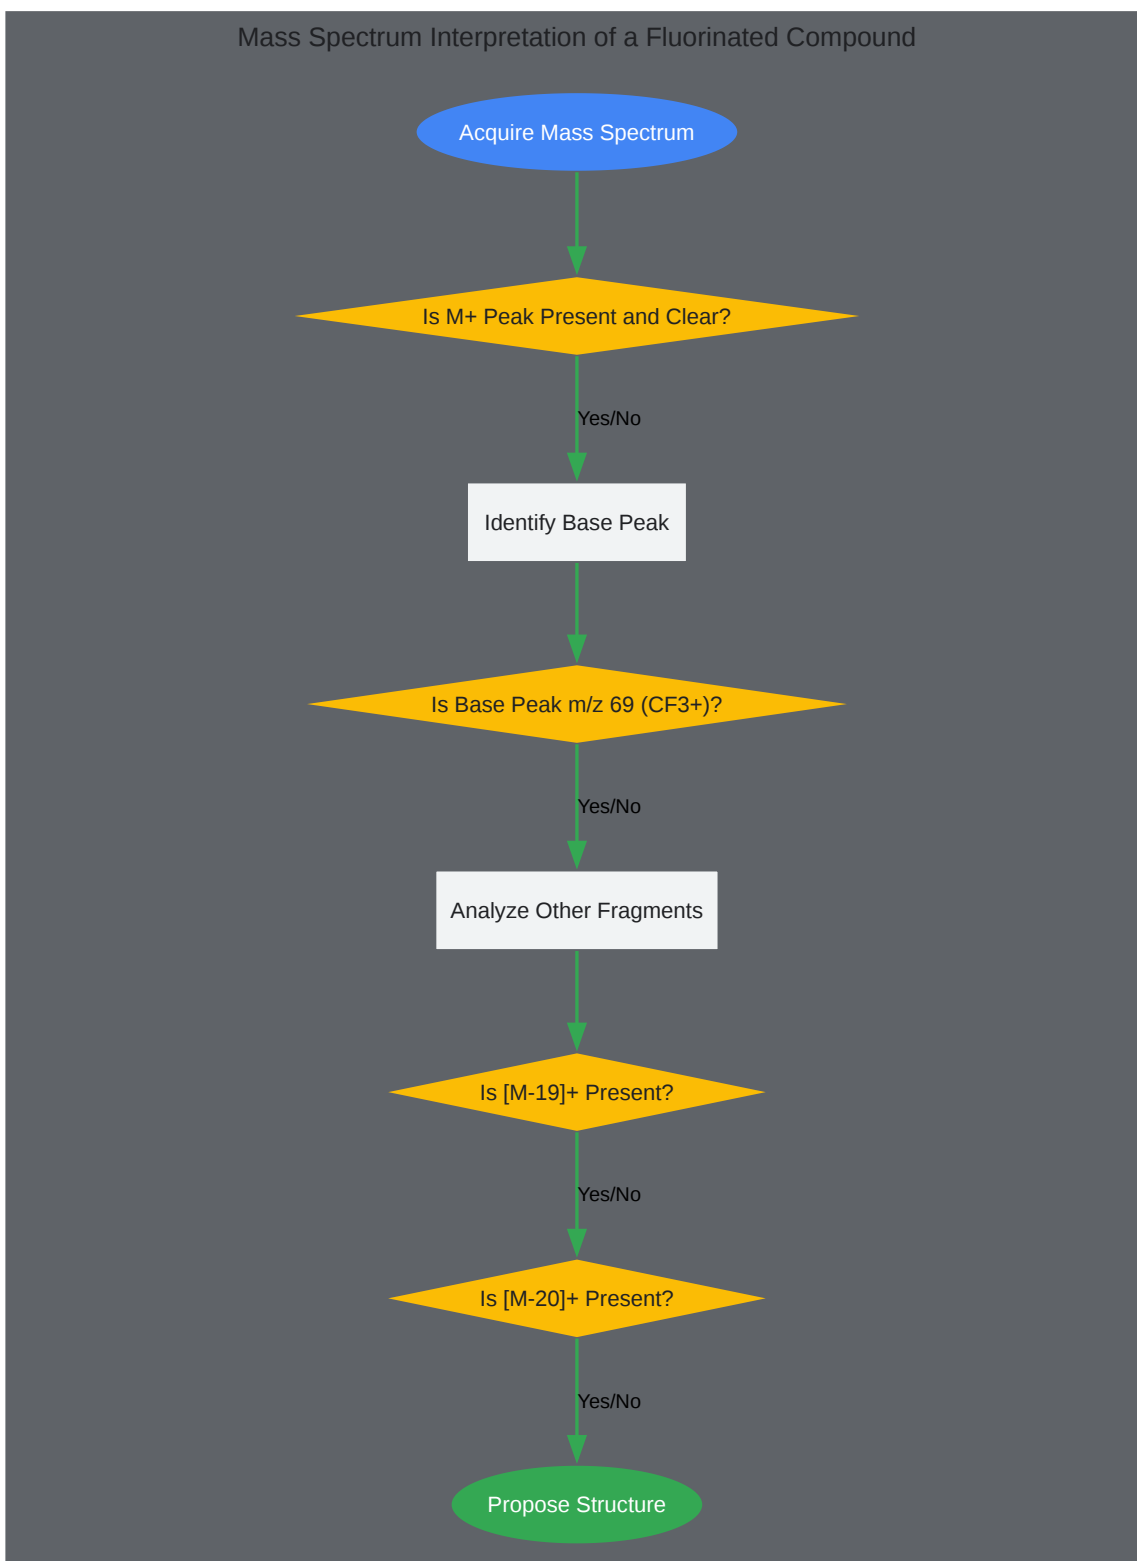 Mass Spectrum Interpretation of a Fluorinated Compound
Acquire Mass Spectrum
Is M+ Peak Present and Clear?
Yes/No
Identify Base Peak
Is Base Peak m/z 69 (CF3+)?
Yes/No
Analyze Other Fragments
Is [M-19]+ Present?
Yes/No
Is [M-20]+ Present?
Yes/No
Propose Structure